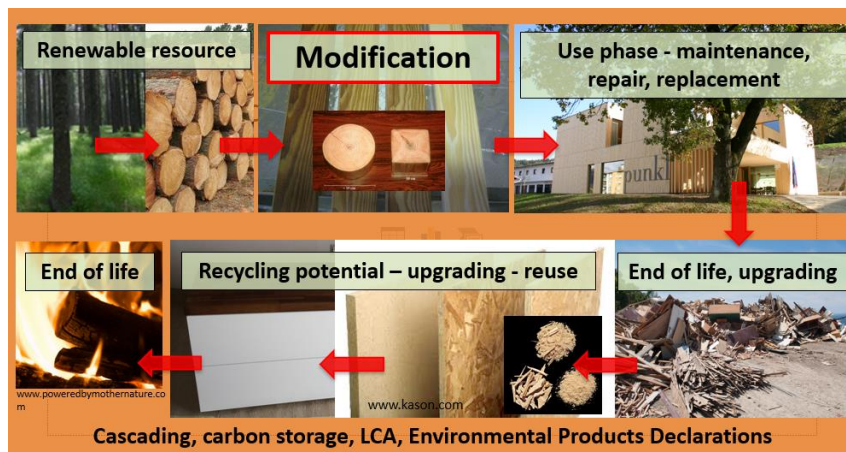 Renewable resource
Modification
Use phase - maintenance,
repair, replacement
punkl
End of life
Recycling potential – upgrading - reuse
End of life, upgrading
www.poweredbymothernature.co
m
www.kason.com
Cascading, carbon storage, LCA, Environmental Products Declarations